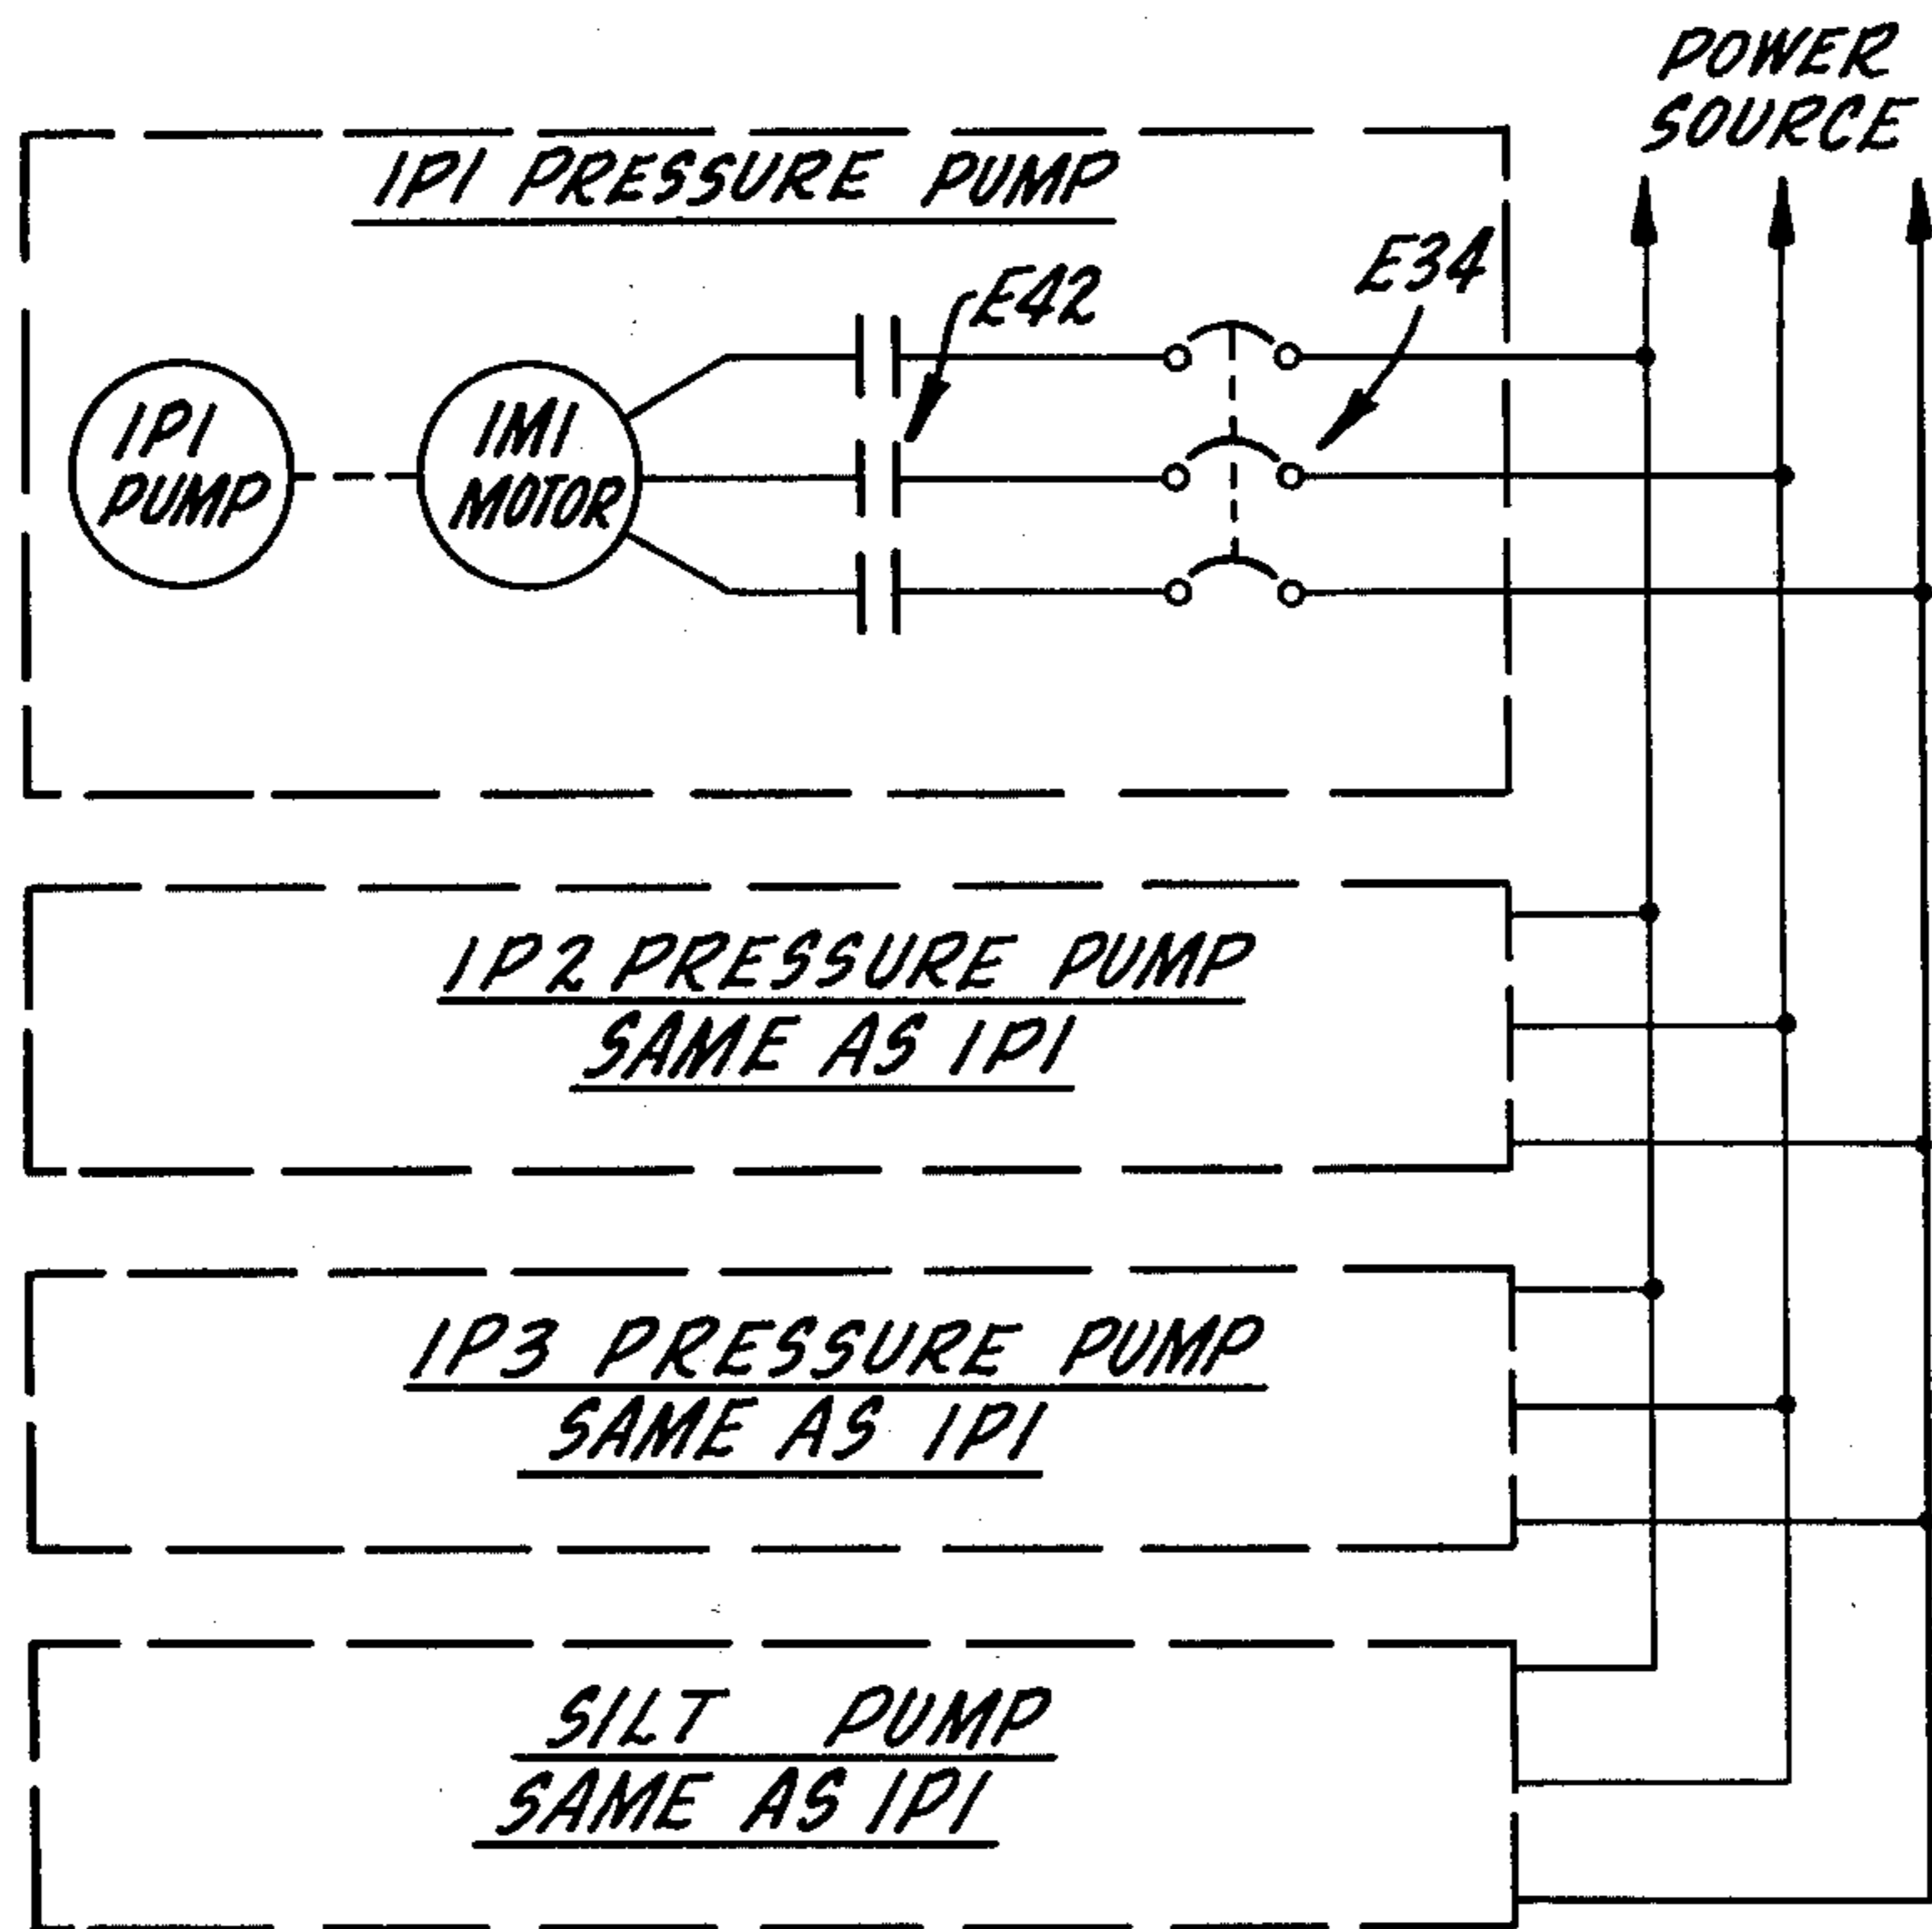 POWER
SOURCE
1P1 PRESSURE PUMP
E42
E34
1P1
PUMP
1M1
MOTOR
1P2 PRESSURE PUMP
SAME AS 1P1
1P3 PRESSURE PUMP
SAME AS 1P1
SILT PUMP
SAME AS 1P1